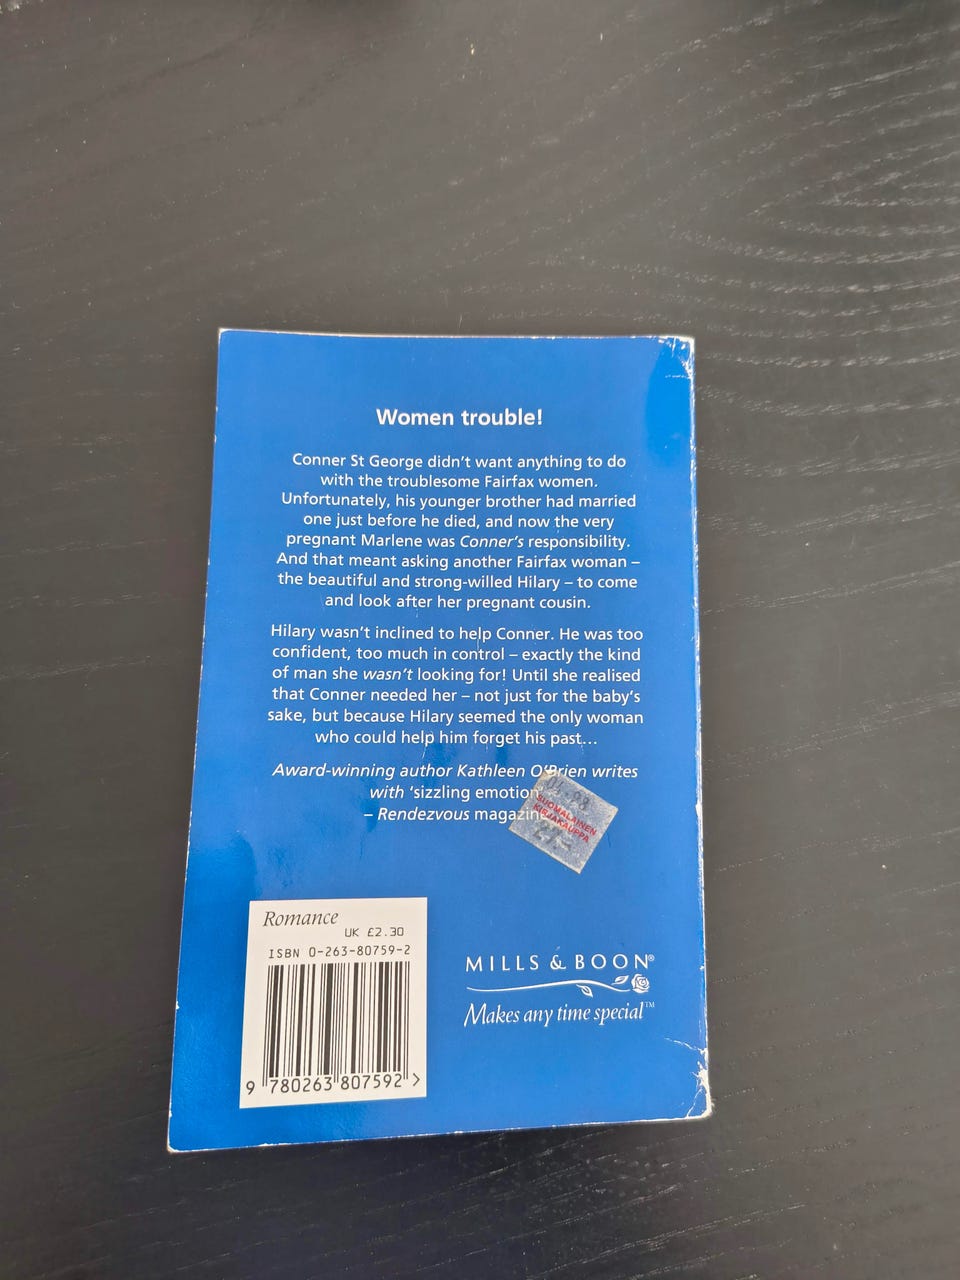 Women trouble!
Conner St George didn't want anything to do
with the troublesome Fairfax women.
Unfortunately, his younger brother had married
one just before he died, and now the very
pregnant Marlene was Conner's responsibility.
And that meant asking another Fairfax woman –
the beautiful and strong-willed Hilary – to come
and look after her pregnant cousin.
Hilary wasn't inclined to help Conner. He was too
confident, too much in control – exactly the kind
of man she wasn't looking for! Until she realised
that Conner needed her – not just for the baby's
sake, but because Hilary seemed the only woman
who could help him forget his past...
Award-winning author Kathleen O'Brien writes
with 'sizzling emotion
– Rendezvous magazine
SUOMALAINEN
KIRJAKAUPPA
Romance
UK £2.30
ISBN 0-263-80759-2
9 780263 807592 >
MILLS & BOON®
Makes any time special™